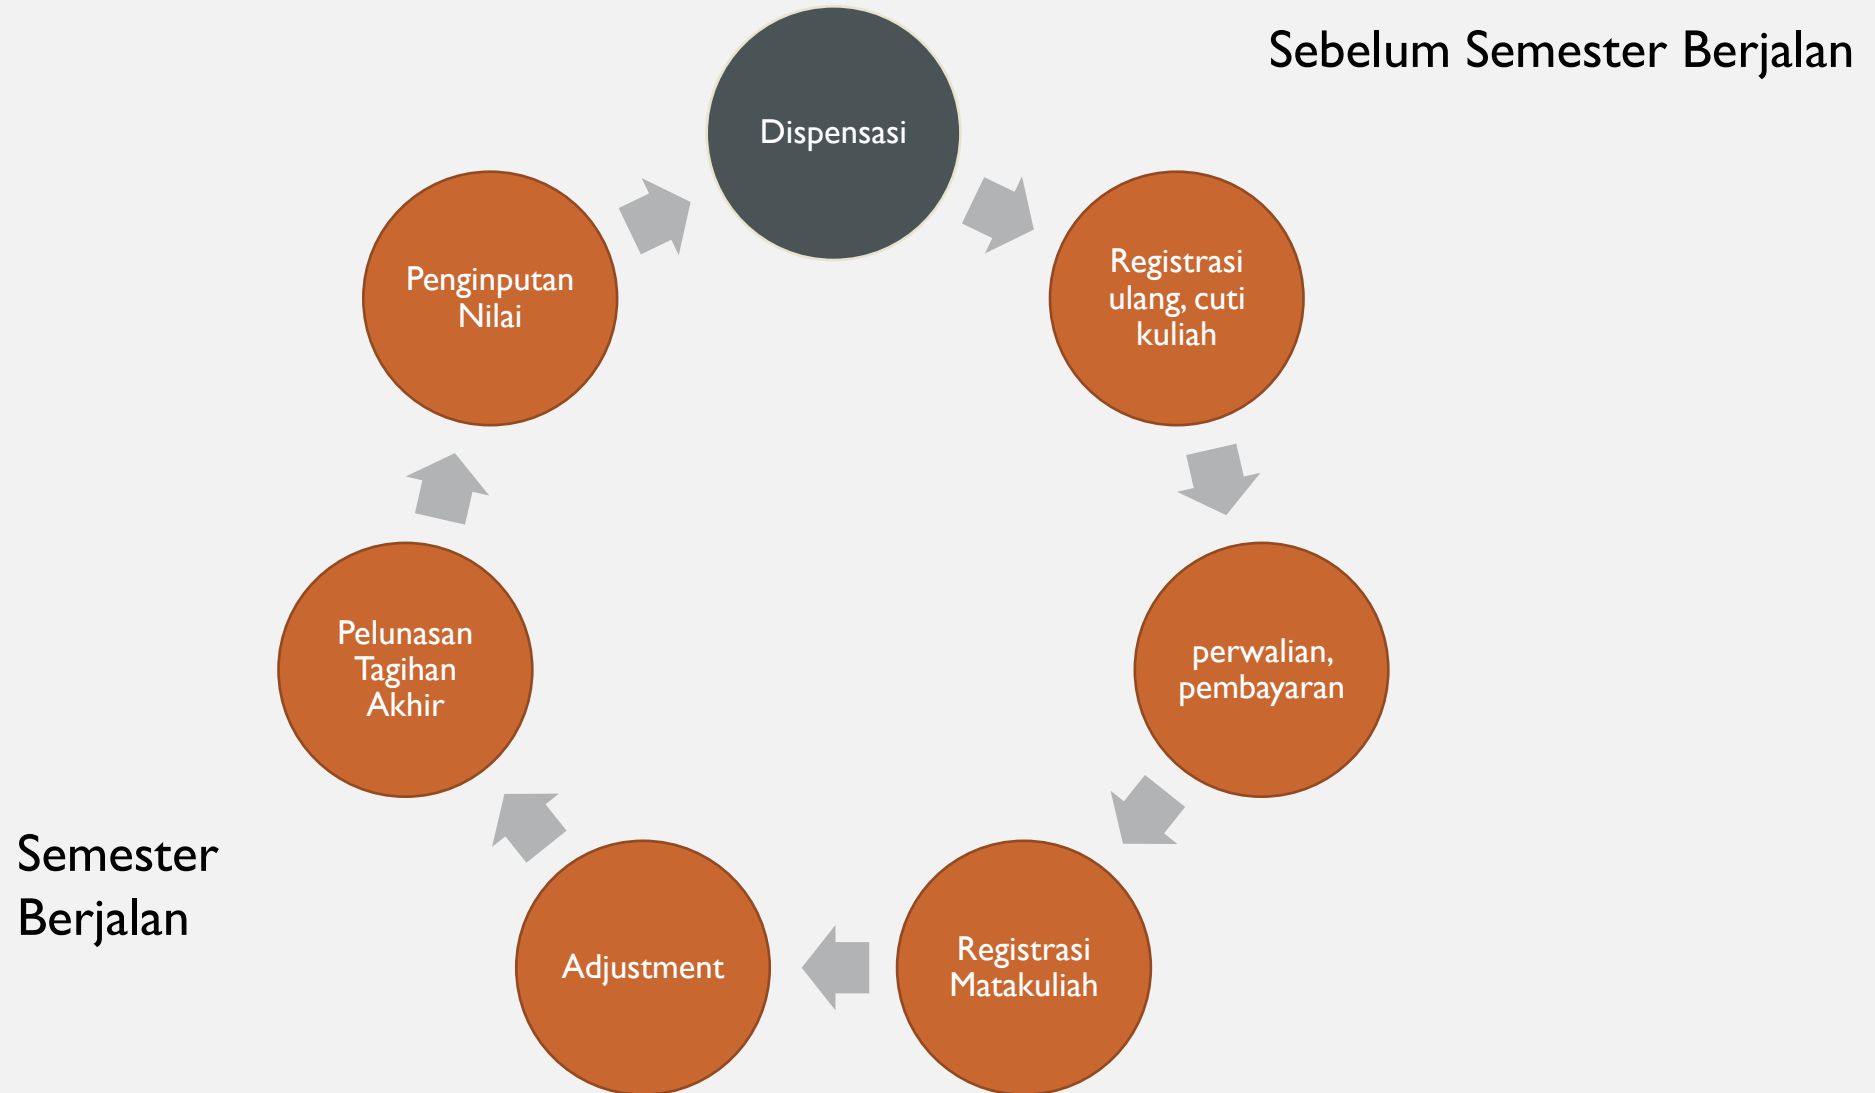 Sebelum Semester Berjalan
Dispensasi
Registrasi
ulang, cuti
kuliah
perwalian,
pembayaran
Registrasi
Matakuliah
Adjustment
Pelunasan
Tagihan
Akhir
Penginputan
Nilai
Semester
Berjalan